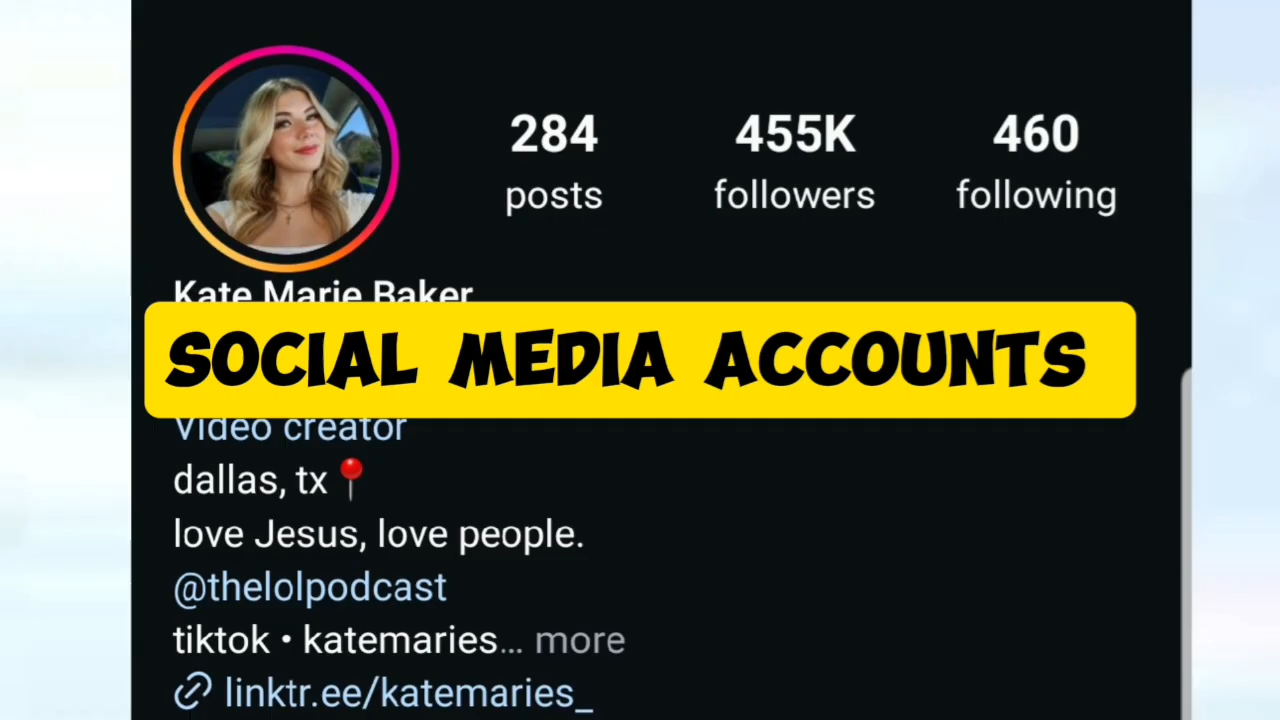 284 455K 460
posts followers following
Kate Marie Baker
SOCIAL MEDIA ACCOUNTS
Video creator
dallas, tx📍
love Jesus, love people.
@thelolpodcast
tiktok • katemaries... more
linktr.ee/katemaries_